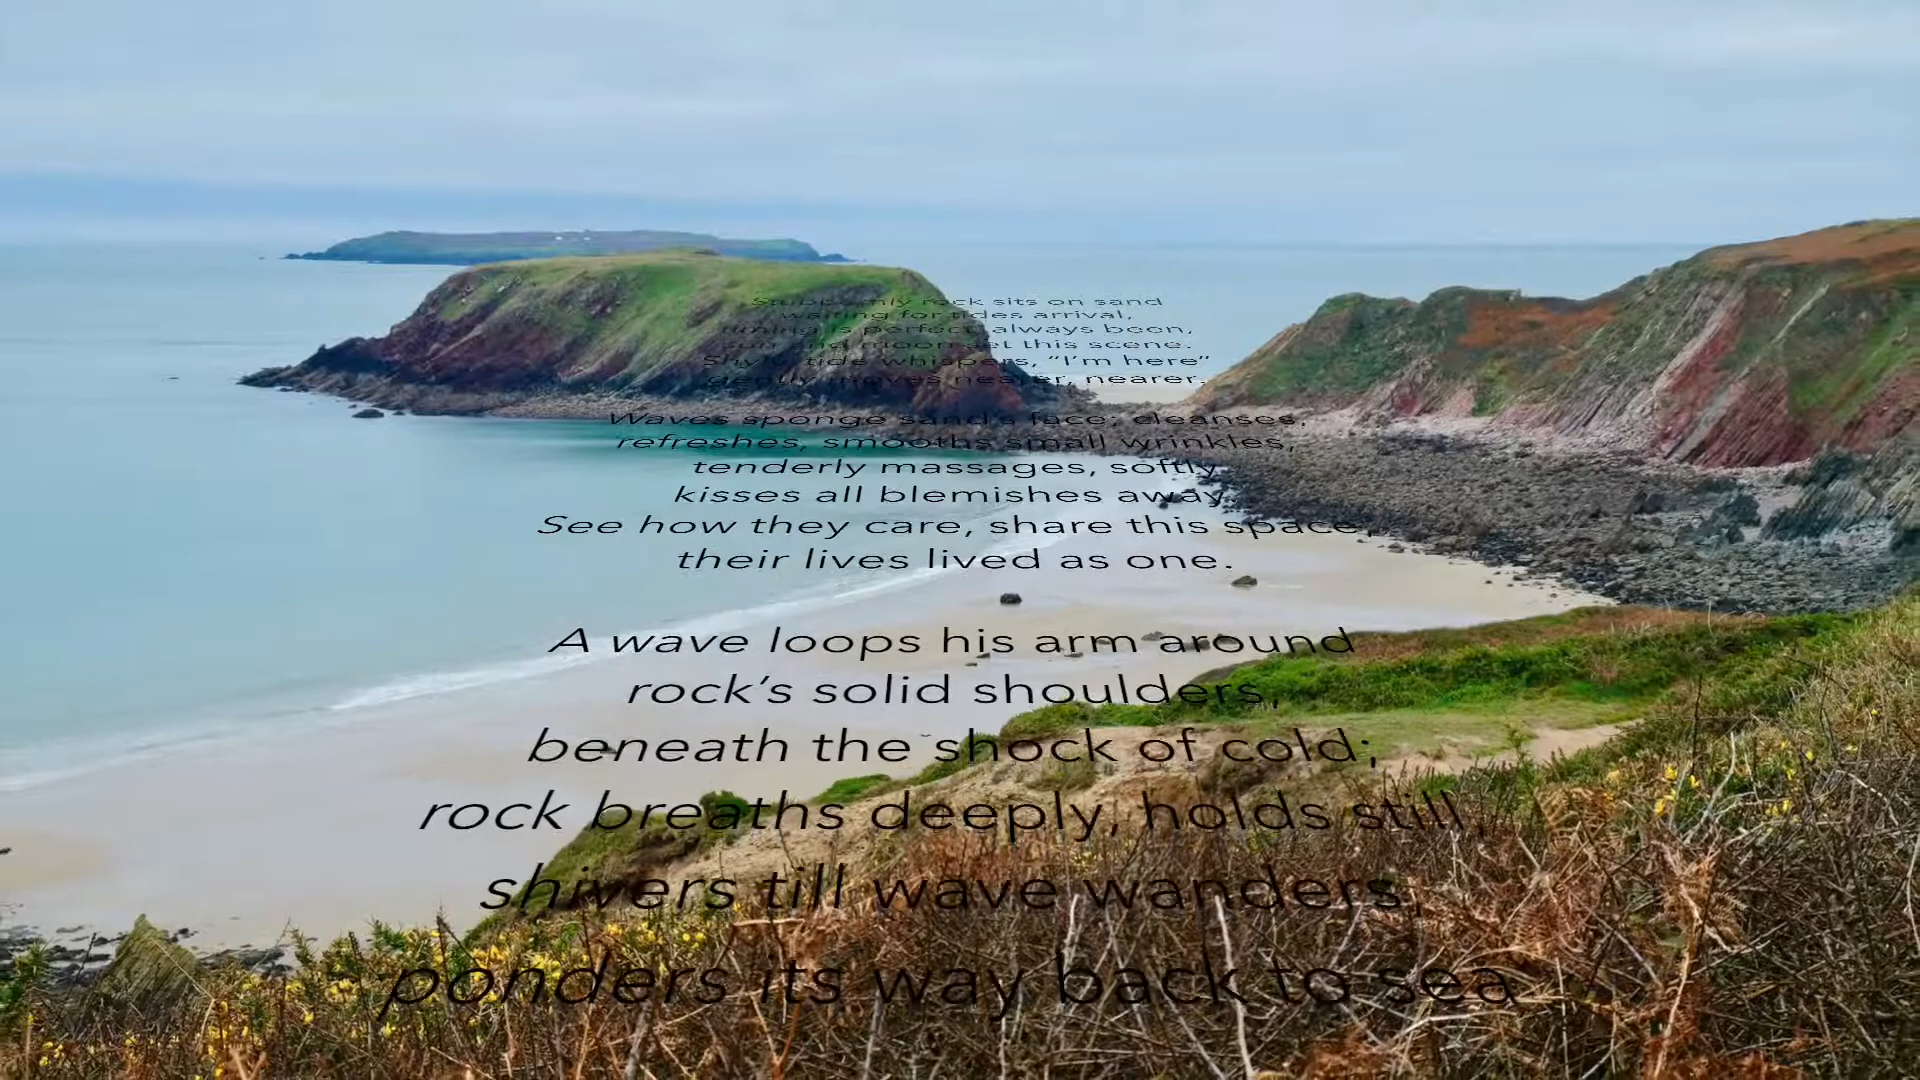 Stubbornly rock sits on sand
waiting for tides arrival,
timing is perfect, always been,
sun and moon set this scene.
Shyly tide whispers, “I’m here”
gently moves nearer, nearer.
Waves sponge sand’s face; cleanses,
refreshes, smooths small wrinkles,
tenderly massages, softly
kisses all blemishes away.
See how they care, share this space
their lives lived as one.
A wave loops his arm around
rock’s solid shoulders,
beneath the shock of cold;
rock breaths deeply, holds still,
shivers till wave wanders,
ponders its way back to sea